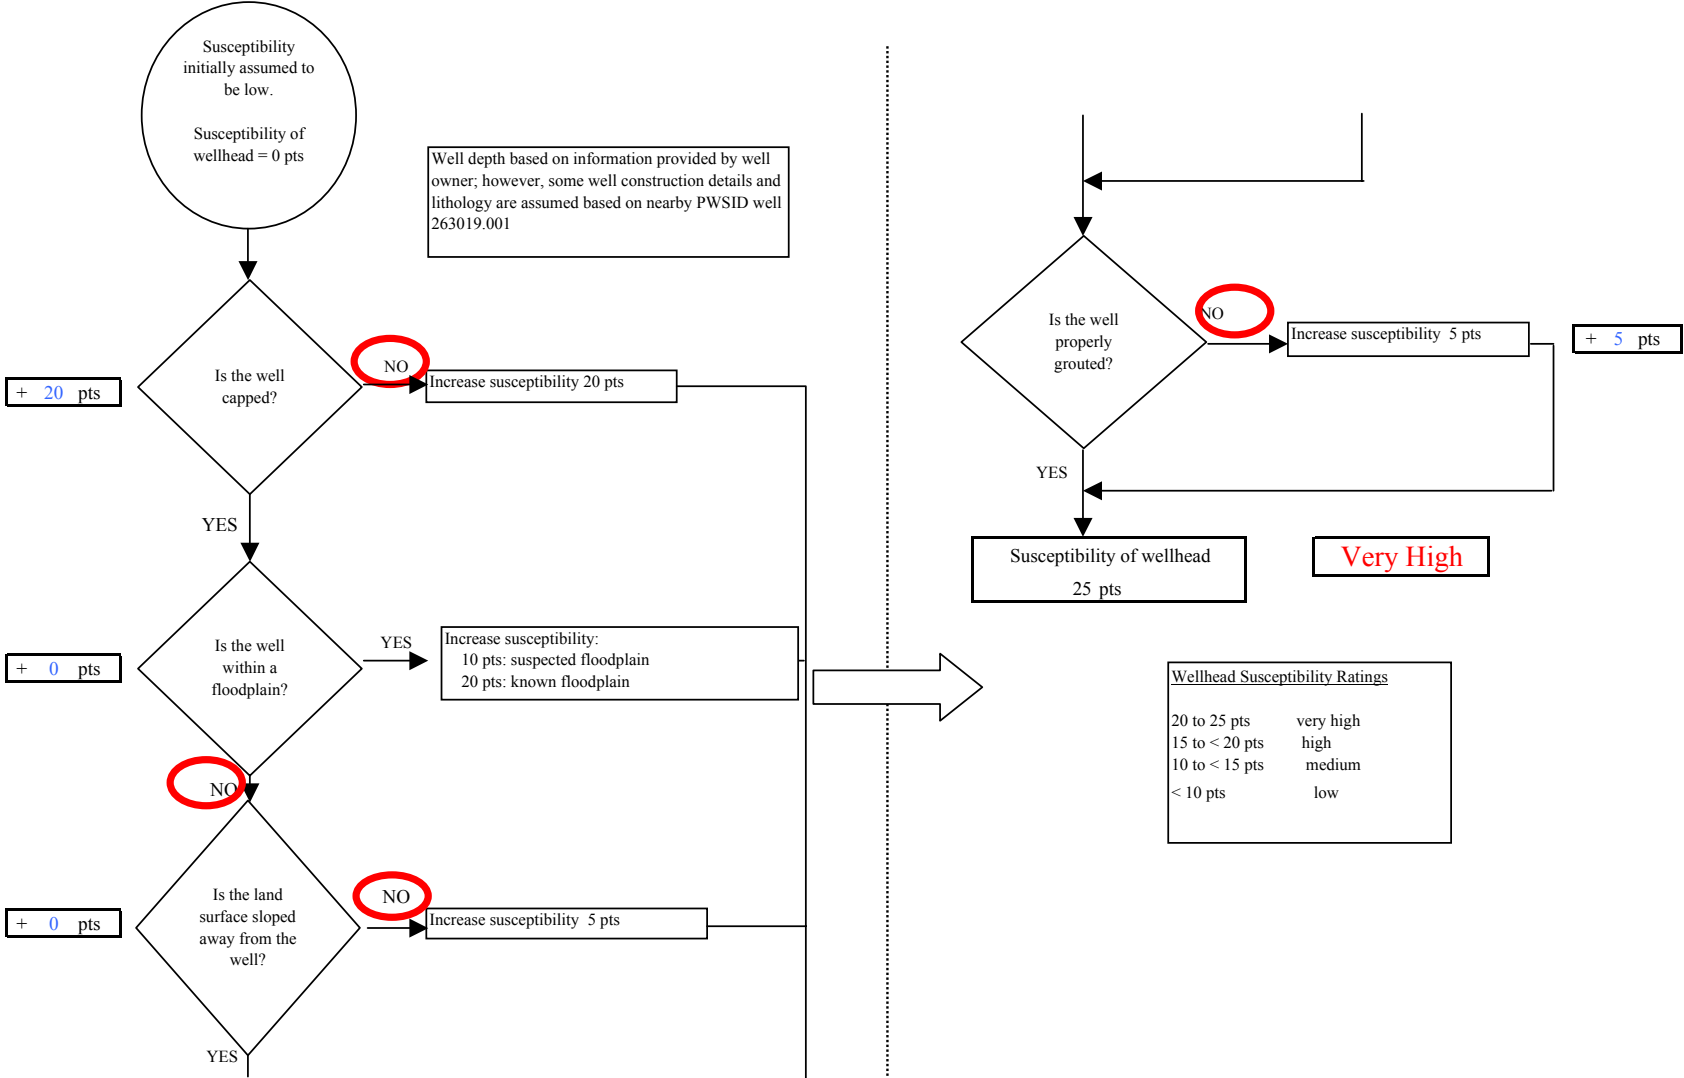 Susceptibility
initially assumed to
be low.
Susceptibility of
wellhead = 0 pts
Well depth based on information provided by well
owner; however, some well construction details and
lithology are assumed based on nearby PWSID well
263019.001
Is the well
capped?
NO
Increase susceptibility 20 pts
+ 20 pts
YES
Is the well
within a
floodplain?
YES
Increase susceptibility:
10 pts: suspected floodplain
20 pts: known floodplain
+ 0 pts
NO
Is the land
surface sloped
away from the
well?
NO
Increase susceptibility 5 pts
+ 0 pts
YES
Is the well
properly
grouted?
NO
Increase susceptibility 5 pts
+ 5 pts
YES
Susceptibility of wellhead
25 pts
Very High
Wellhead Susceptibility Ratings
20 to 25 pts very high
15 to < 20 pts high
10 to < 15 pts medium
< 10 pts low